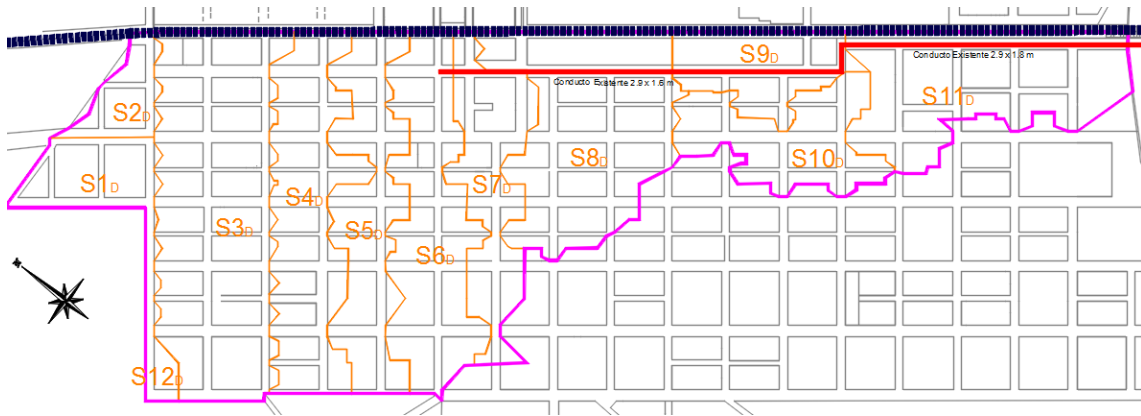 S9D
Conducto Existente 2.9 x 1.8 m
Conducto Existente 2.9 x 1.6 m
S11D
S2D
S10D
S8D
S1D
S7D
S4D
S3D
S5D
S6D
S12D